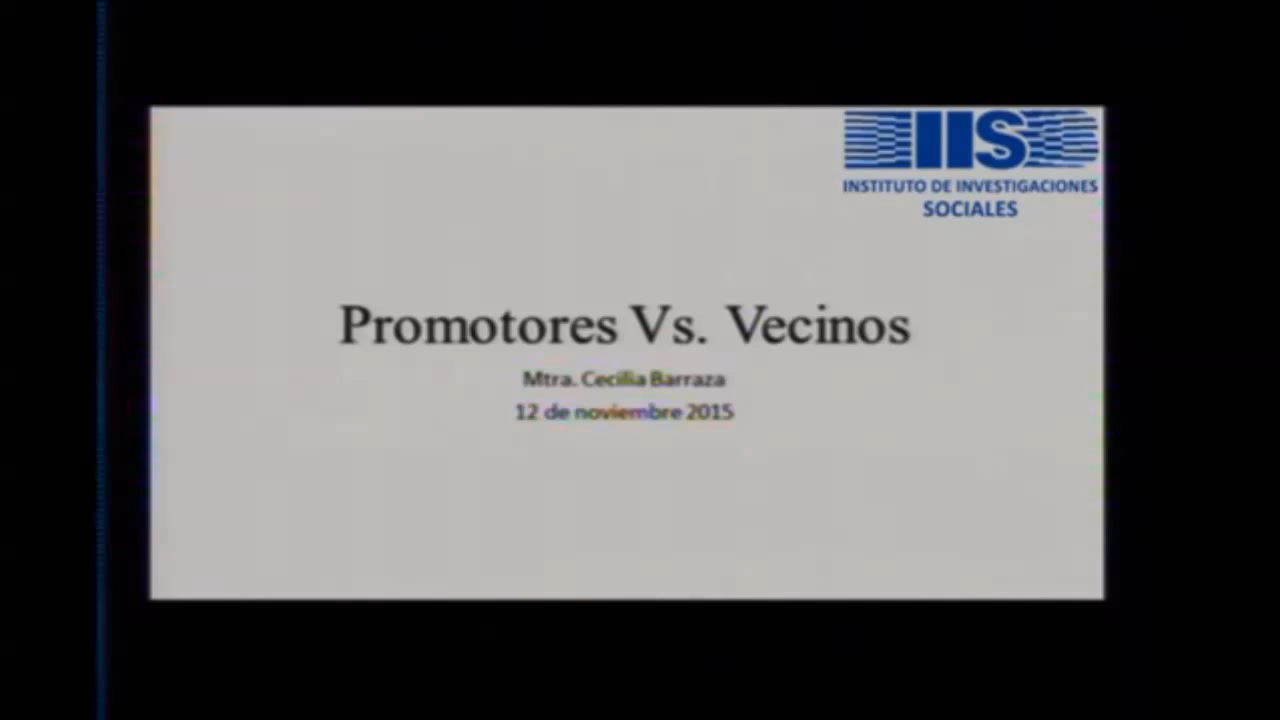 IIS
INSTITUTO DE INVESTIGACIONES
SOCIALES
Promotores Vs. Vecinos
Mtra. Cecilia Barraza
12 de noviembre 2015